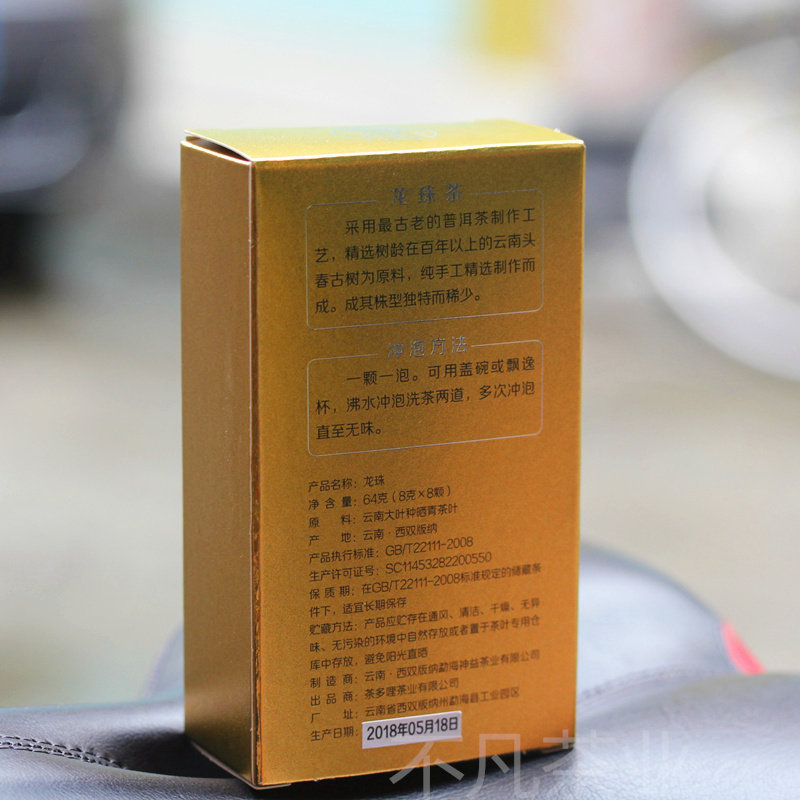 龙珠茶
采用最古老的普洱茶制作工
艺，精选树龄在百年以上的云南头
春古树为原料，纯手工精选制作而
成。成其株型独特而稀少。
冲泡方法
一颗一泡。可用盖碗或飘逸
杯，沸水冲泡洗茶两道，多次冲泡
直至无味。
产品名称：龙珠
净含量：64克（8克×8颗）
原料：云南大叶种晒青茶叶
产地：云南·西双版纳
产品执行标准：GB/T22111-2008
生产许可证号：SC11453282200550
保质期：在GB/T22111-2008标准规定的储藏条
件下，适宜长期保存
贮藏方法：产品应贮存在通风、清洁、干燥、无异
味、无污染的环境中自然存放或者置于茶叶专用仓
库中存放，避免阳光直晒
制造商：云南·西双版纳勐海神益茶业有限公司
出品商：茶多哩茶业有限公司
厂址：云南省西双版纳州勐海县工业园区
生产日期：2018年05月18日
不凡茶业